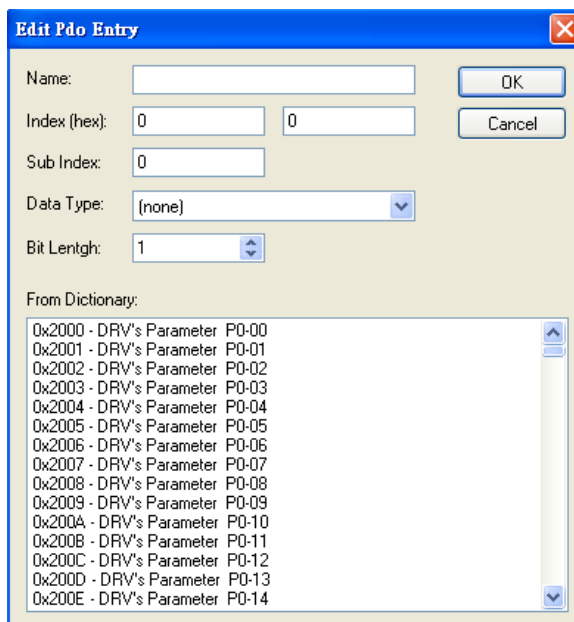 Edit Pdo Entry
Name:
OK
Index (hex): 0 0
Cancel
Sub Index: 0
Data Type: (none)
Bit Lentgh: 1
From Dictionary:
0x2000 - DRV's Parameter P0-00
0x2001 - DRV's Parameter P0-01
0x2002 - DRV's Parameter P0-02
0x2003 - DRV's Parameter P0-03
0x2004 - DRV's Parameter P0-04
0x2005 - DRV's Parameter P0-05
0x2006 - DRV's Parameter P0-06
0x2007 - DRV's Parameter P0-07
0x2008 - DRV's Parameter P0-08
0x2009 - DRV's Parameter P0-09
0x200A - DRV's Parameter P0-10
0x200B - DRV's Parameter P0-11
0x200C - DRV's Parameter P0-12
0x200D - DRV's Parameter P0-13
0x200E - DRV's Parameter P0-14